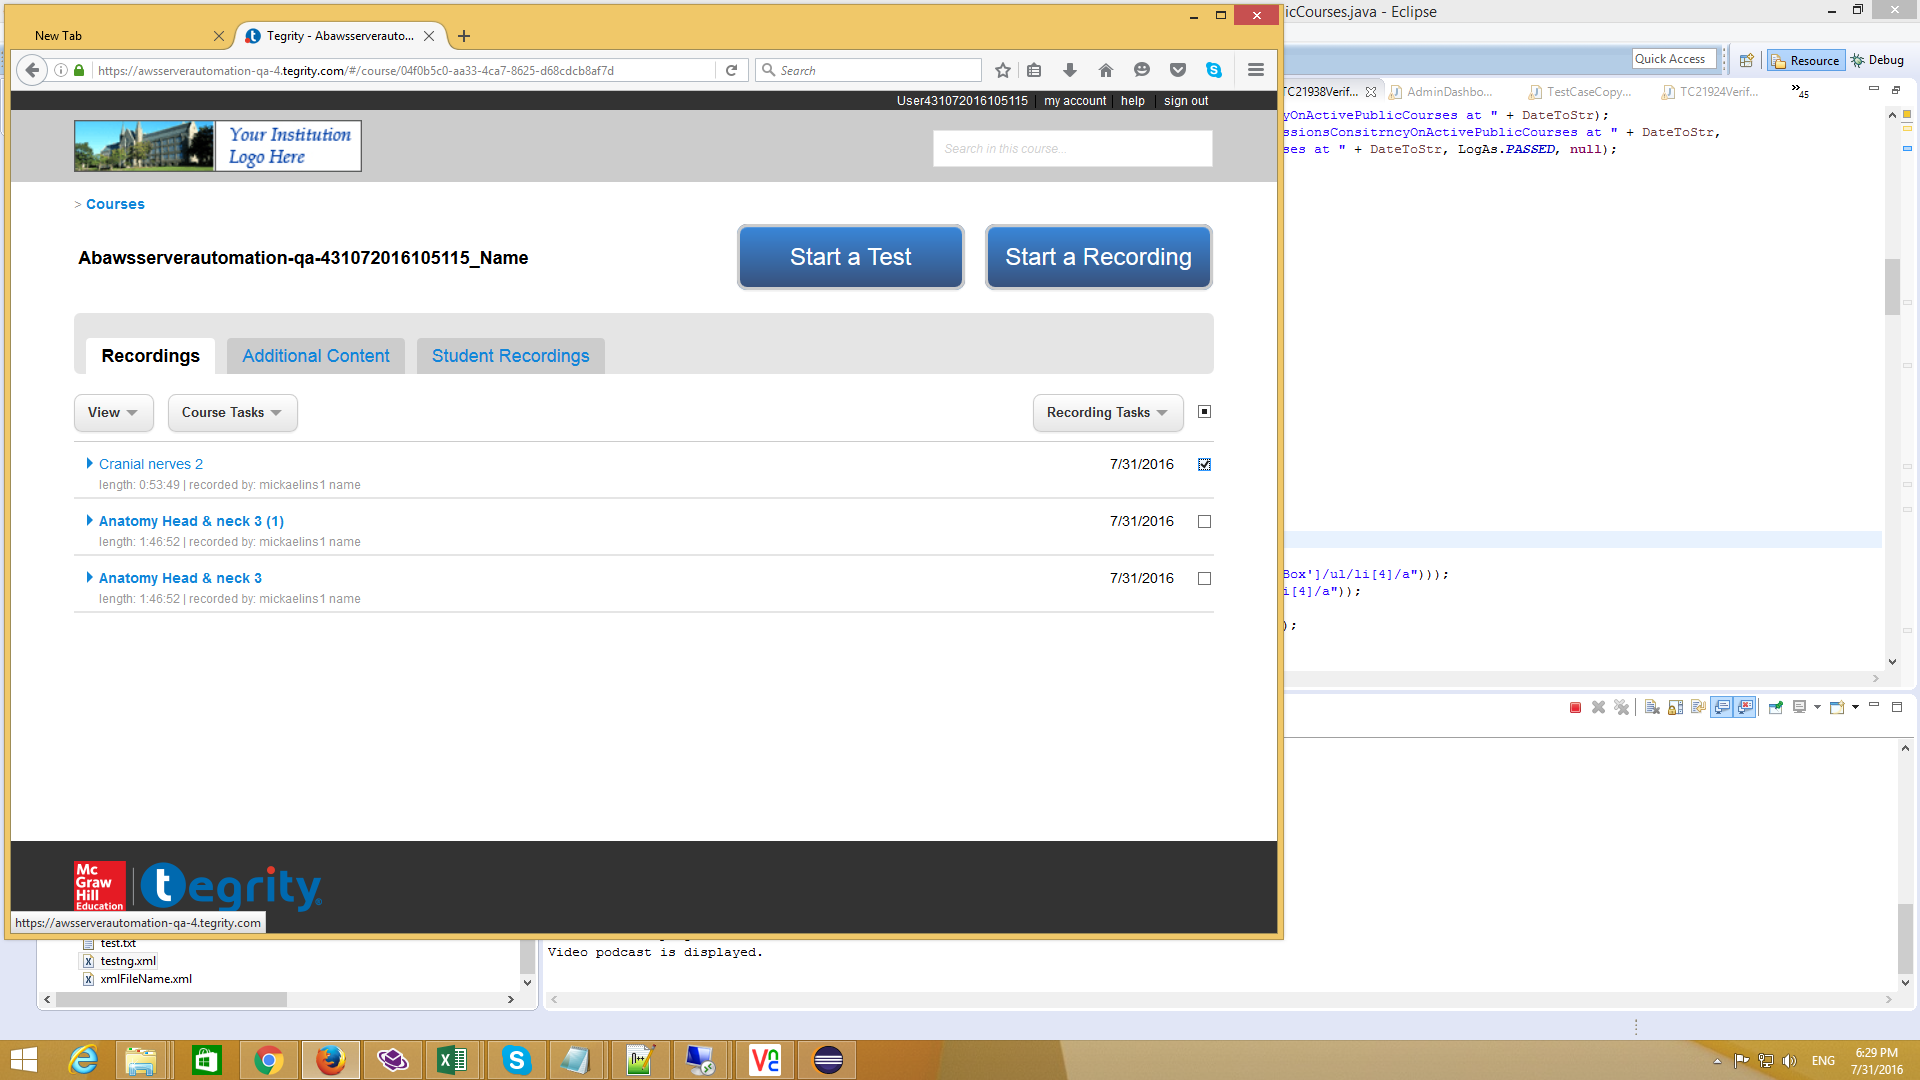 icCourses.java - Eclipse
New Tab
Tegrity - Abawsserverauto...
https://awsserverautomation-qa-4.tegrity.com/#/course/04f0b5c0-aa33-4ca7-8625-d68cdcb8af7d
Search
Quick Access
Resource
Debug
User431072016105115 | my account | help | sign out
TC21938Verif...
AdminDashbo...
TestCaseCopy...
TC21924Verif...
»45
yOnActivePublicCourses at " + DateToStr);
ssionsConsitrncyOnActivePublicCourses at " + DateToStr,
ses at " + DateToStr, LogAs.PASSED, null);
Your Institution
Logo Here
Search in this course...
> Courses
Abawsserverautomation-qa-431072016105115_Name
Start a Test
Start a Recording
Recordings
Additional Content
Student Recordings
View
Course Tasks
Recording Tasks
Cranial nerves 2
7/31/2016
length: 0:53:49 | recorded by: mickaelins1 name
Anatomy Head & neck 3 (1)
7/31/2016
length: 1:46:52 | recorded by: mickaelins1 name
Anatomy Head & neck 3
7/31/2016
length: 1:46:52 | recorded by: mickaelins1 name
Box']/ul/li[4]/a")));
i[4]/a"));
);
Mc
Graw
Hill
Education
tegrity
https://awsserverautomation-qa-4.tegrity.com
test.txt
testng.xml
xmlFileName.xml
Video podcast is displayed.
ENG
6:29 PM
7/31/2016